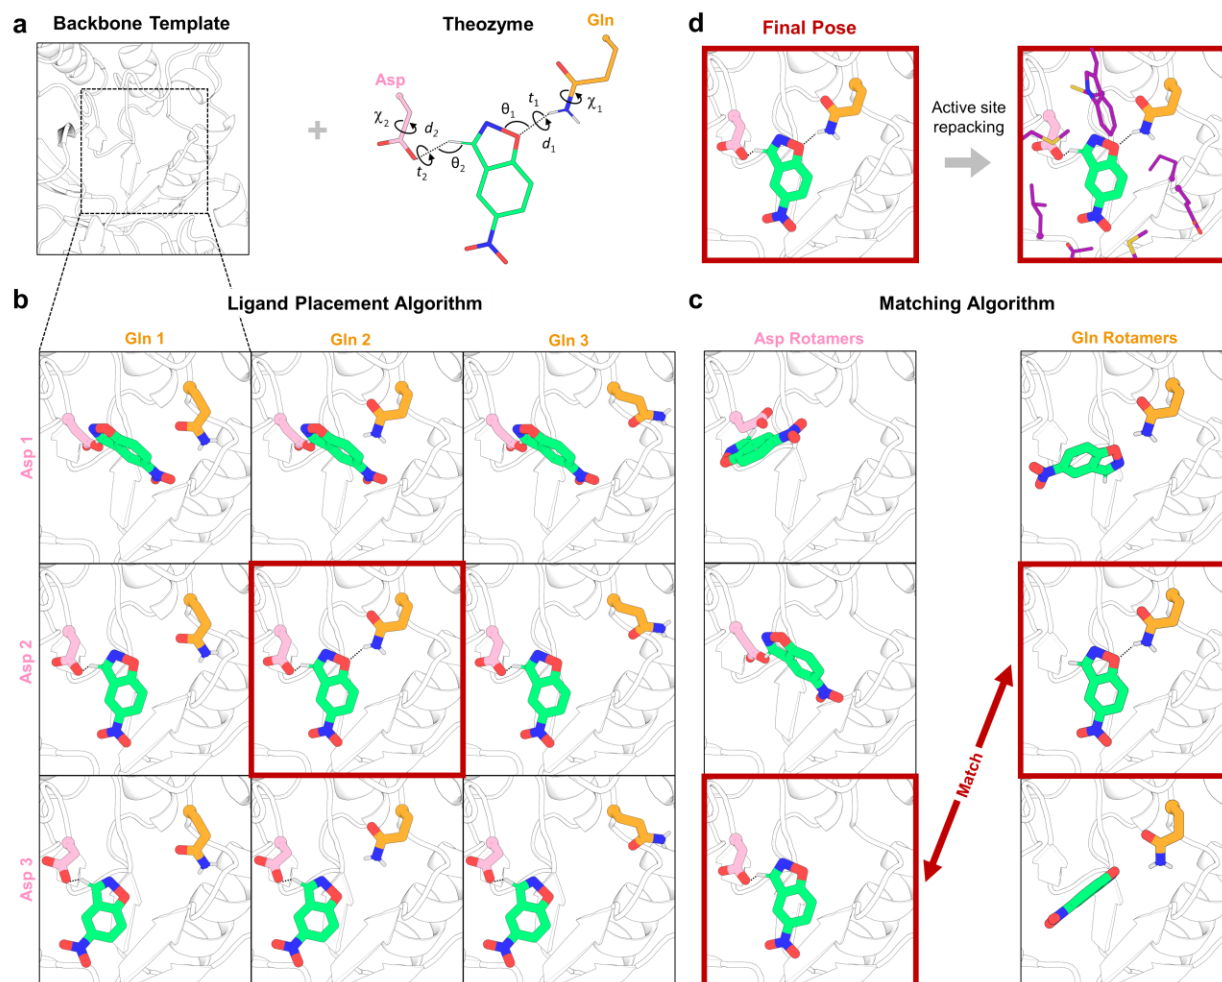 a
Backbone Template
+
Theozyme
Gln
Asp
χ₂
d₂
t₂
θ₂
θ₁
t₁
d₁
χ₁
d
Final Pose
Active site
repacking
b
Ligand Placement Algorithm
Gln 1
Gln 2
Gln 3
Asp 1
Asp 2
Asp 3
c
Matching Algorithm
Asp Rotamers
Gln Rotamers
Match